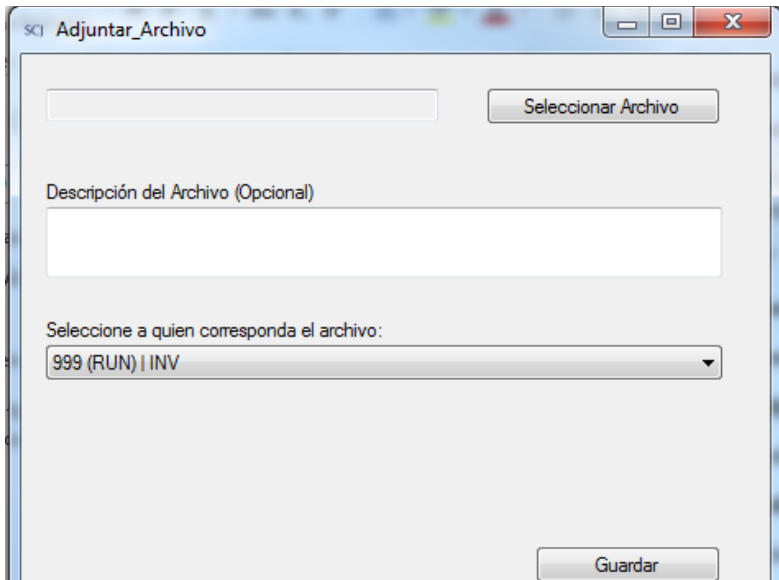 SCI Adjuntar_Archivo
Seleccionar Archivo
Descripción del Archivo (Opcional)
Seleccione a quien corresponda el archivo:
999 (RUN) | INV
Guardar